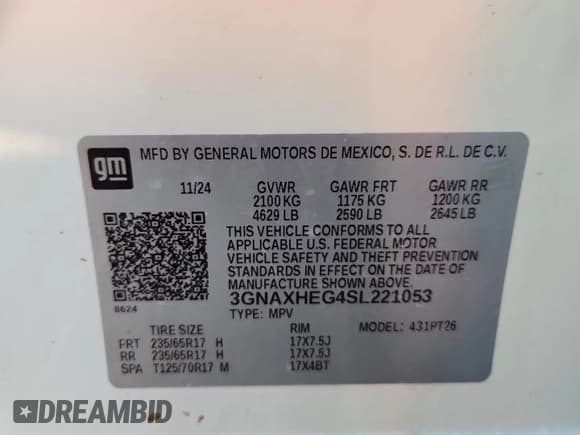 gm MFD BY GENERAL MOTORS DE MEXICO, S. DE R.L. DE C.V.
11/24 GVWR GAWR FRT GAWR RR
2100 KG 1175 KG 1200 KG
4629 LB 2590 LB 2645 LB
THIS VEHICLE CONFORMS TO ALL
APPLICABLE U.S. FEDERAL MOTOR
VEHICLE SAFETY AND THEFT PREVENTION
STANDARDS IN EFFECT ON THE DATE OF
MANUFACTURE SHOWN ABOVE.
3GNAXHEG4SL221053
6624 TYPE: MPV
TIRE SIZE RIM MODEL: 431PT26
FRT 235/65R17 H 17X7.5J
RR 235/65R17 H 17X7.5J
SPA T125/70R17 M 17X4BT
DREAMBID